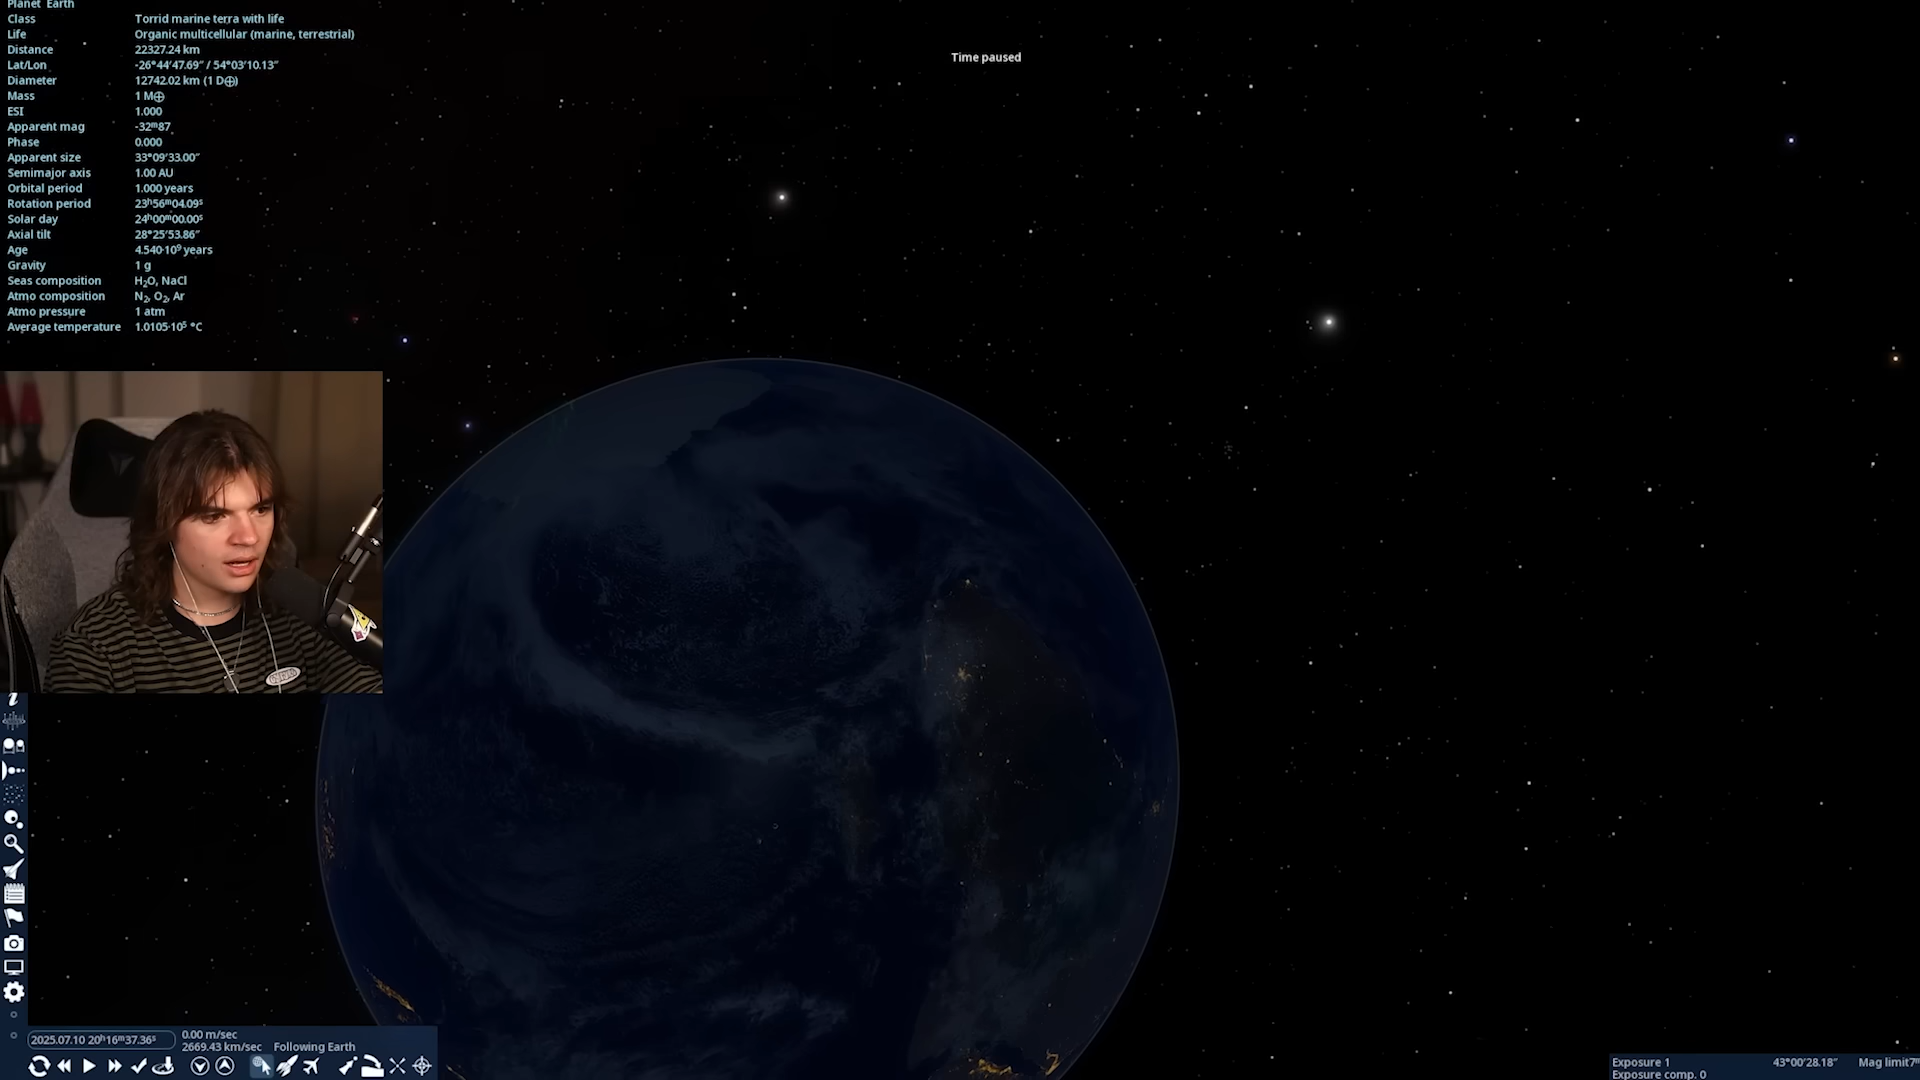 Planet Earth
Class Torrid marine terra with life
Life Organic multicellular (marine, terrestrial)
Distance 22327.24 km
Lat/Lon -26°44′47.69″ / 54°03′10.13″
Diameter 12742.02 km (1 D⊕)
Mass 1 M⊕
ESI 1.000
Apparent mag -32ᵐ87
Phase 0.000
Apparent size 33°09′33.00″
Semimajor axis 1.00 AU
Orbital period 1.000 years
Rotation period 23ʰ56ᵐ04.09ˢ
Solar day 24ʰ00ᵐ00.00ˢ
Axial tilt 28°25′53.86″
Age 4.540·10⁹ years
Gravity 1 g
Seas composition H₂O, NaCl
Atmo composition N₂, O₂, Ar
Atmo pressure 1 atm
Average temperature 1.0105·10⁵ °C
Time paused
2025.07.10 20ʰ16ᵐ37.36ˢ
0.00 m/sec
2669.43 km/sec Following Earth
Exposure 1 43°00′28.18″ Mag limit7ᵐ
Exposure comp. 0